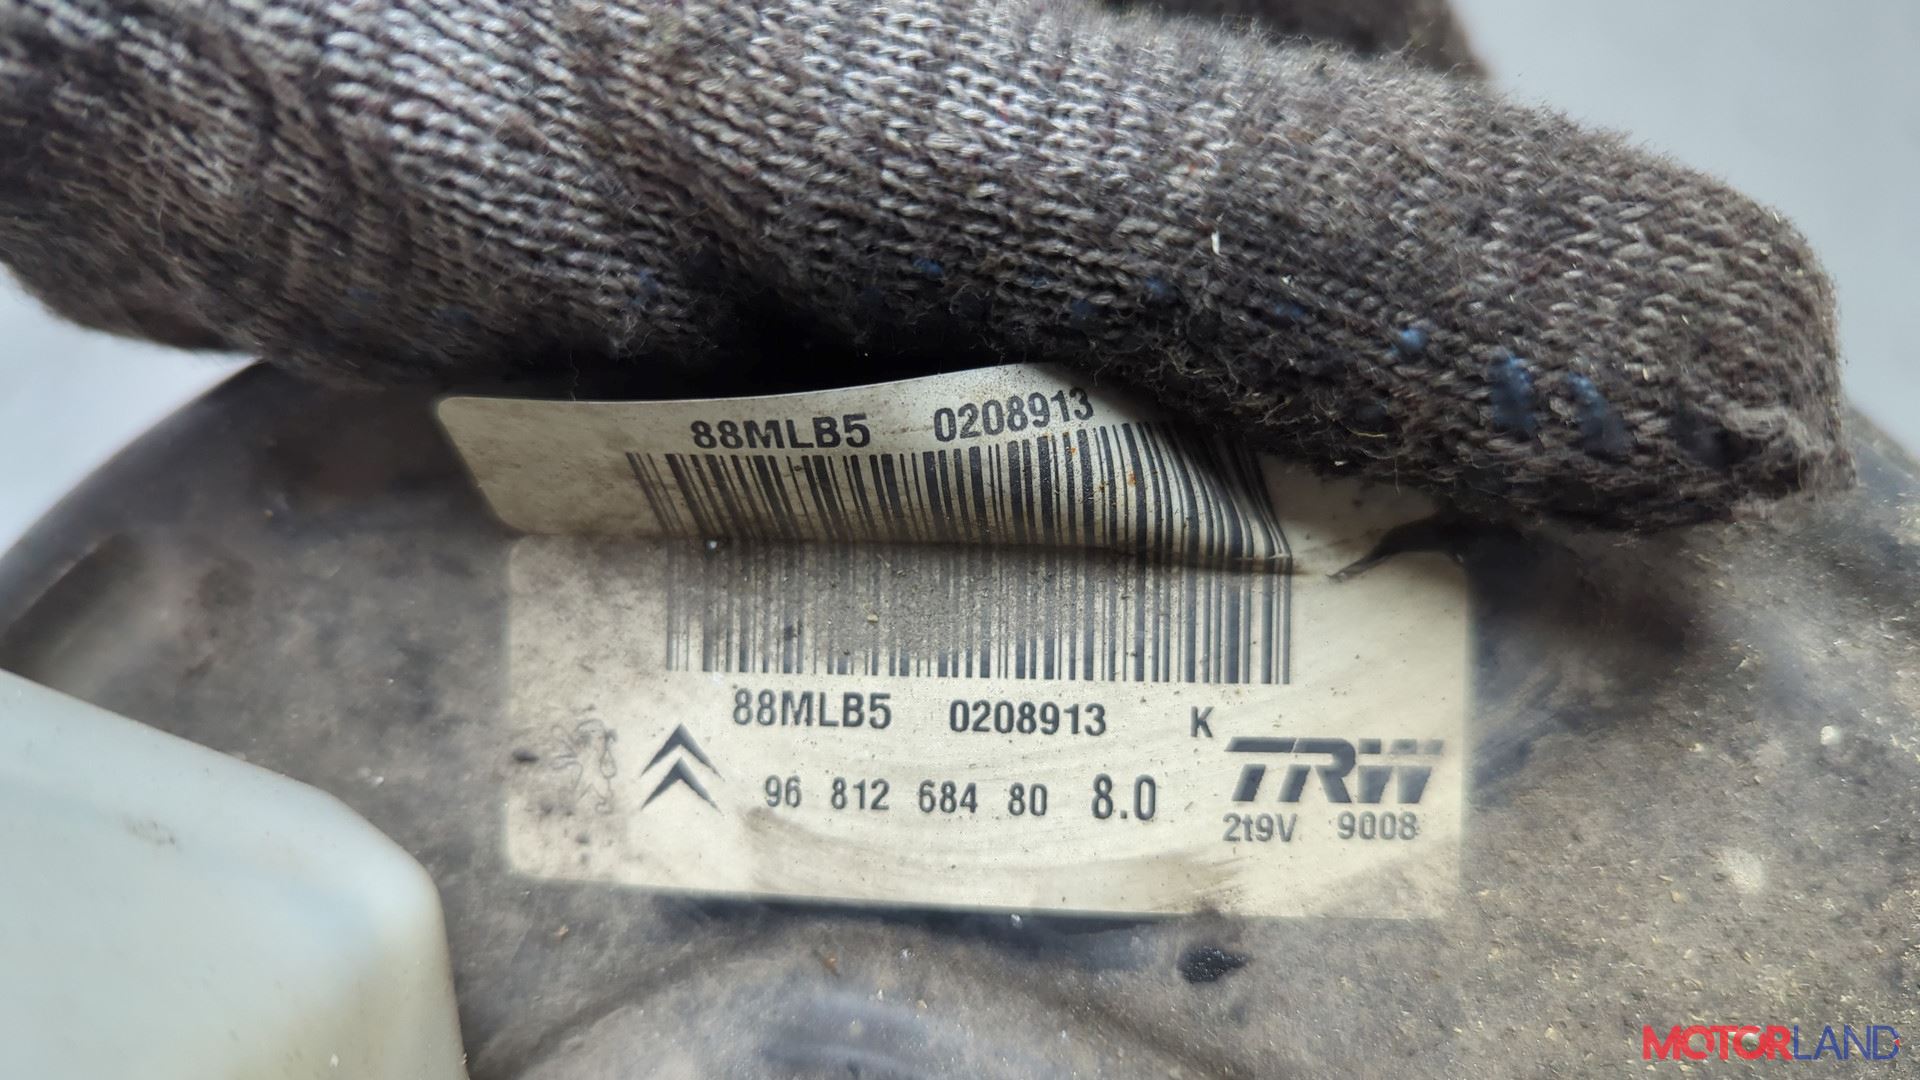 88MLB5 0208913
88MLB5 0208913 K
TRW
96 812 684 80 8.0
2t9V 9008
MOTORLAND